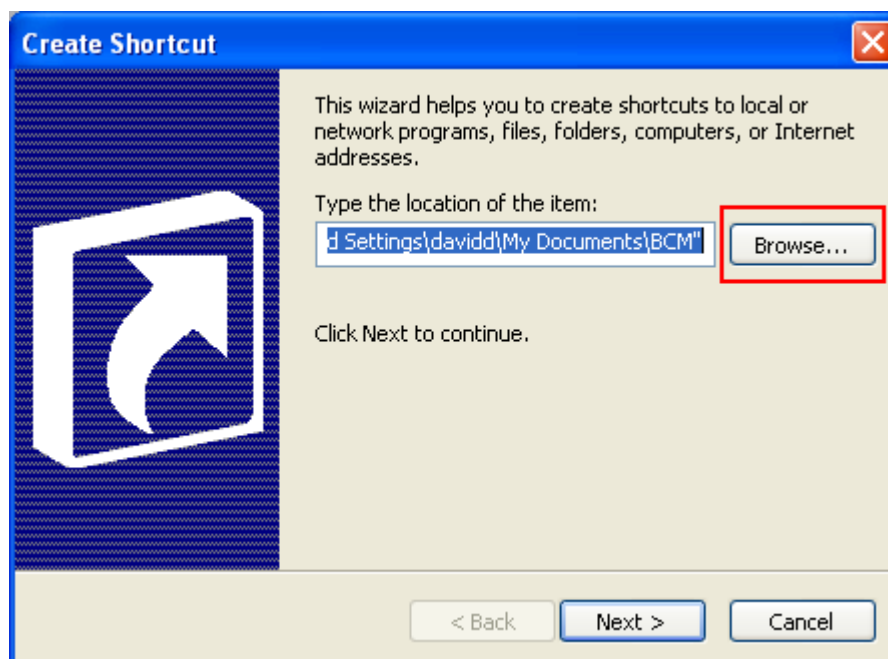 Create Shortcut
This wizard helps you to create shortcuts to local or
network programs, files, folders, computers, or Internet
addresses.
Type the location of the item:
d Settings\davidd\My Documents\BCM"
Browse...
Click Next to continue.
< Back
Next >
Cancel